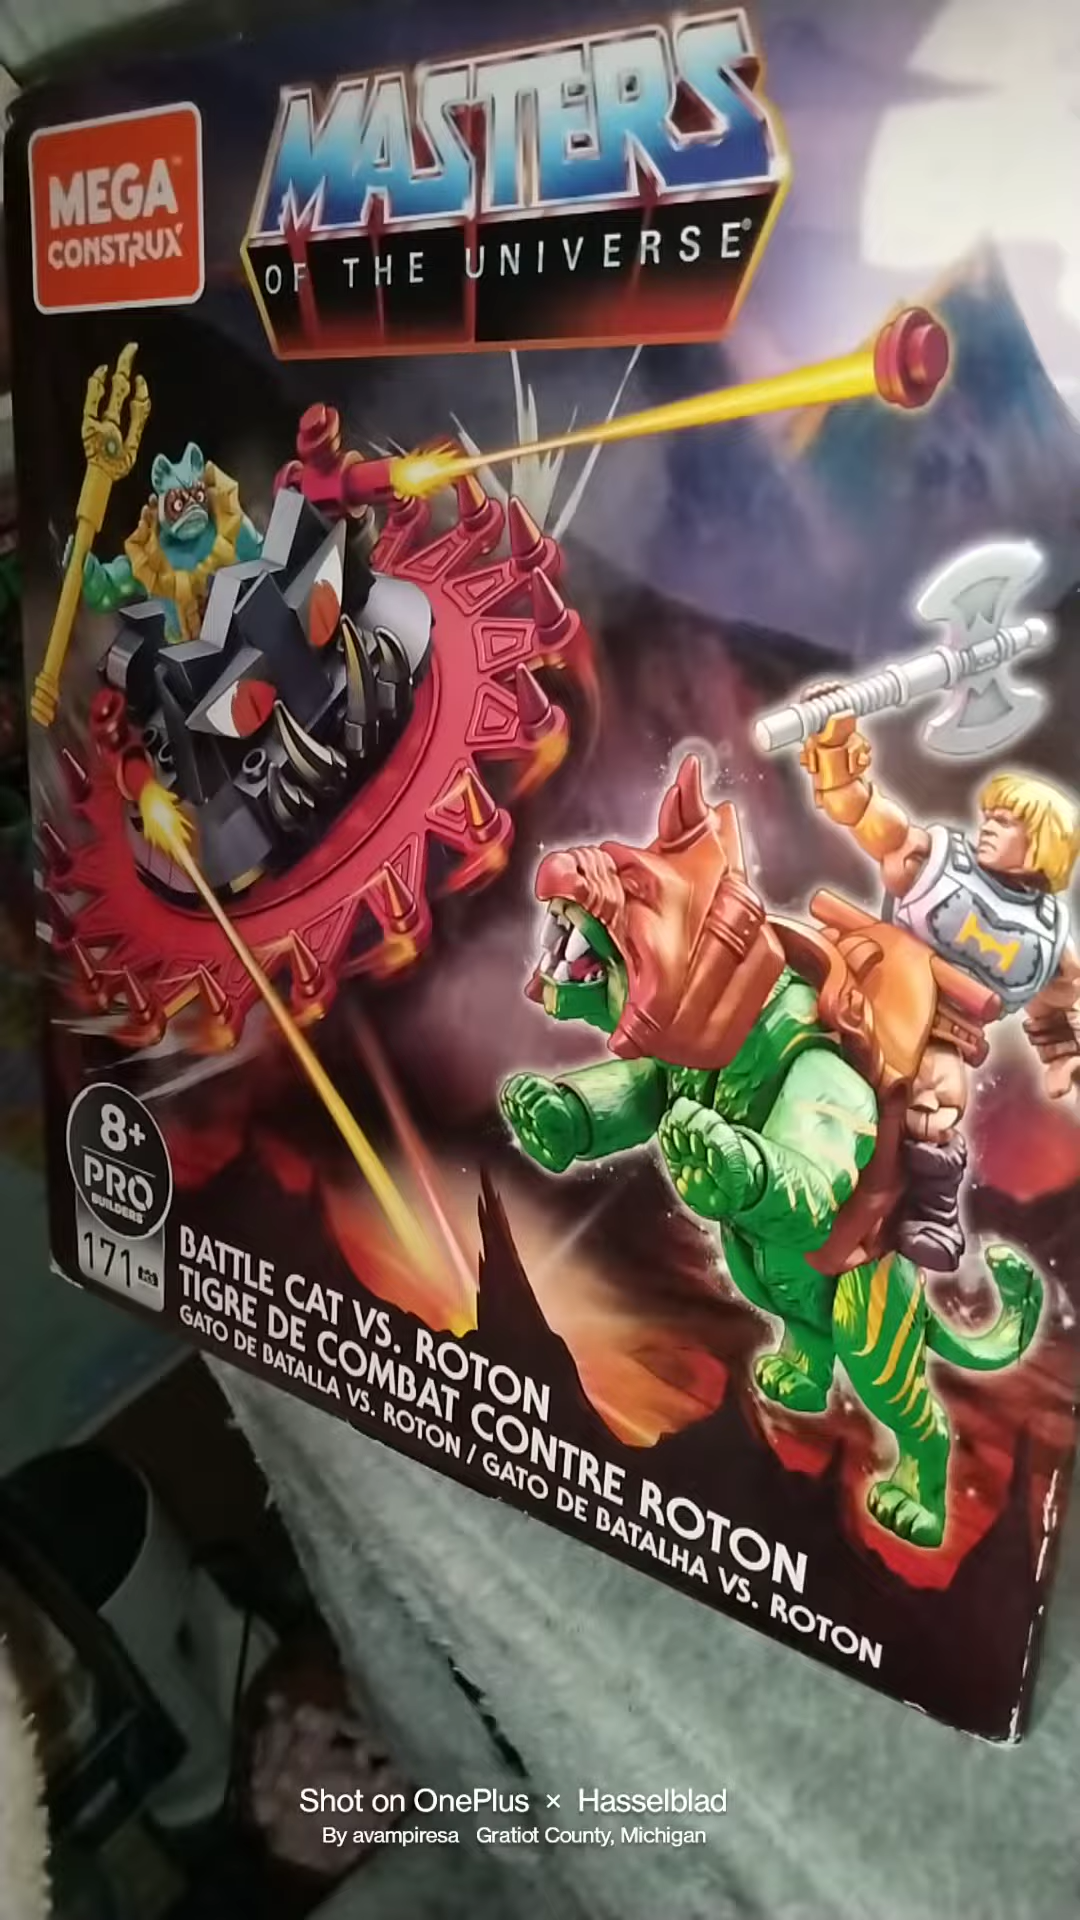 MEGA™
CONSTRUX
MASTERS
OF THE UNIVERSE®
8+
PRO
BUILDERS
171
BATTLE CAT VS. ROTON
TIGRE DE COMBAT CONTRE ROTON
GATO DE BATALLA VS. ROTON / GATO DE BATALHA VS. ROTON
Shot on OnePlus × Hasselblad
By avampiresa Gratiot County, Michigan